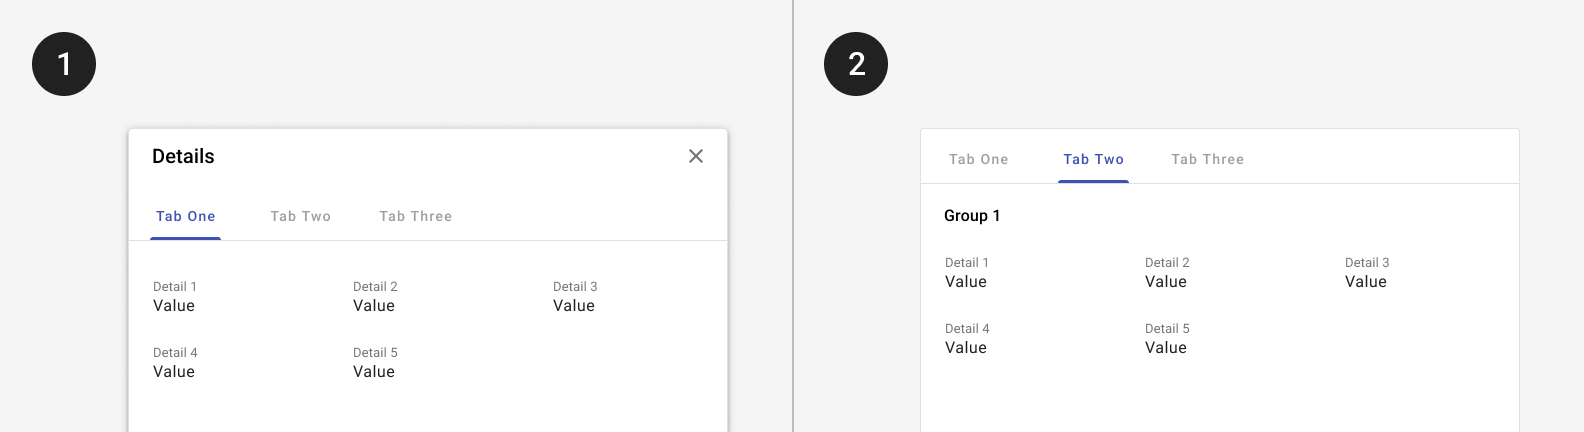 1
Details
Tab One Tab Two Tab Three
Detail 1 Detail 2 Detail 3
Value Value Value
Detail 4 Detail 5
Value Value
2
Tab One Tab Two Tab Three
Group 1
Detail 1 Detail 2 Detail 3
Value Value Value
Detail 4 Detail 5
Value Value